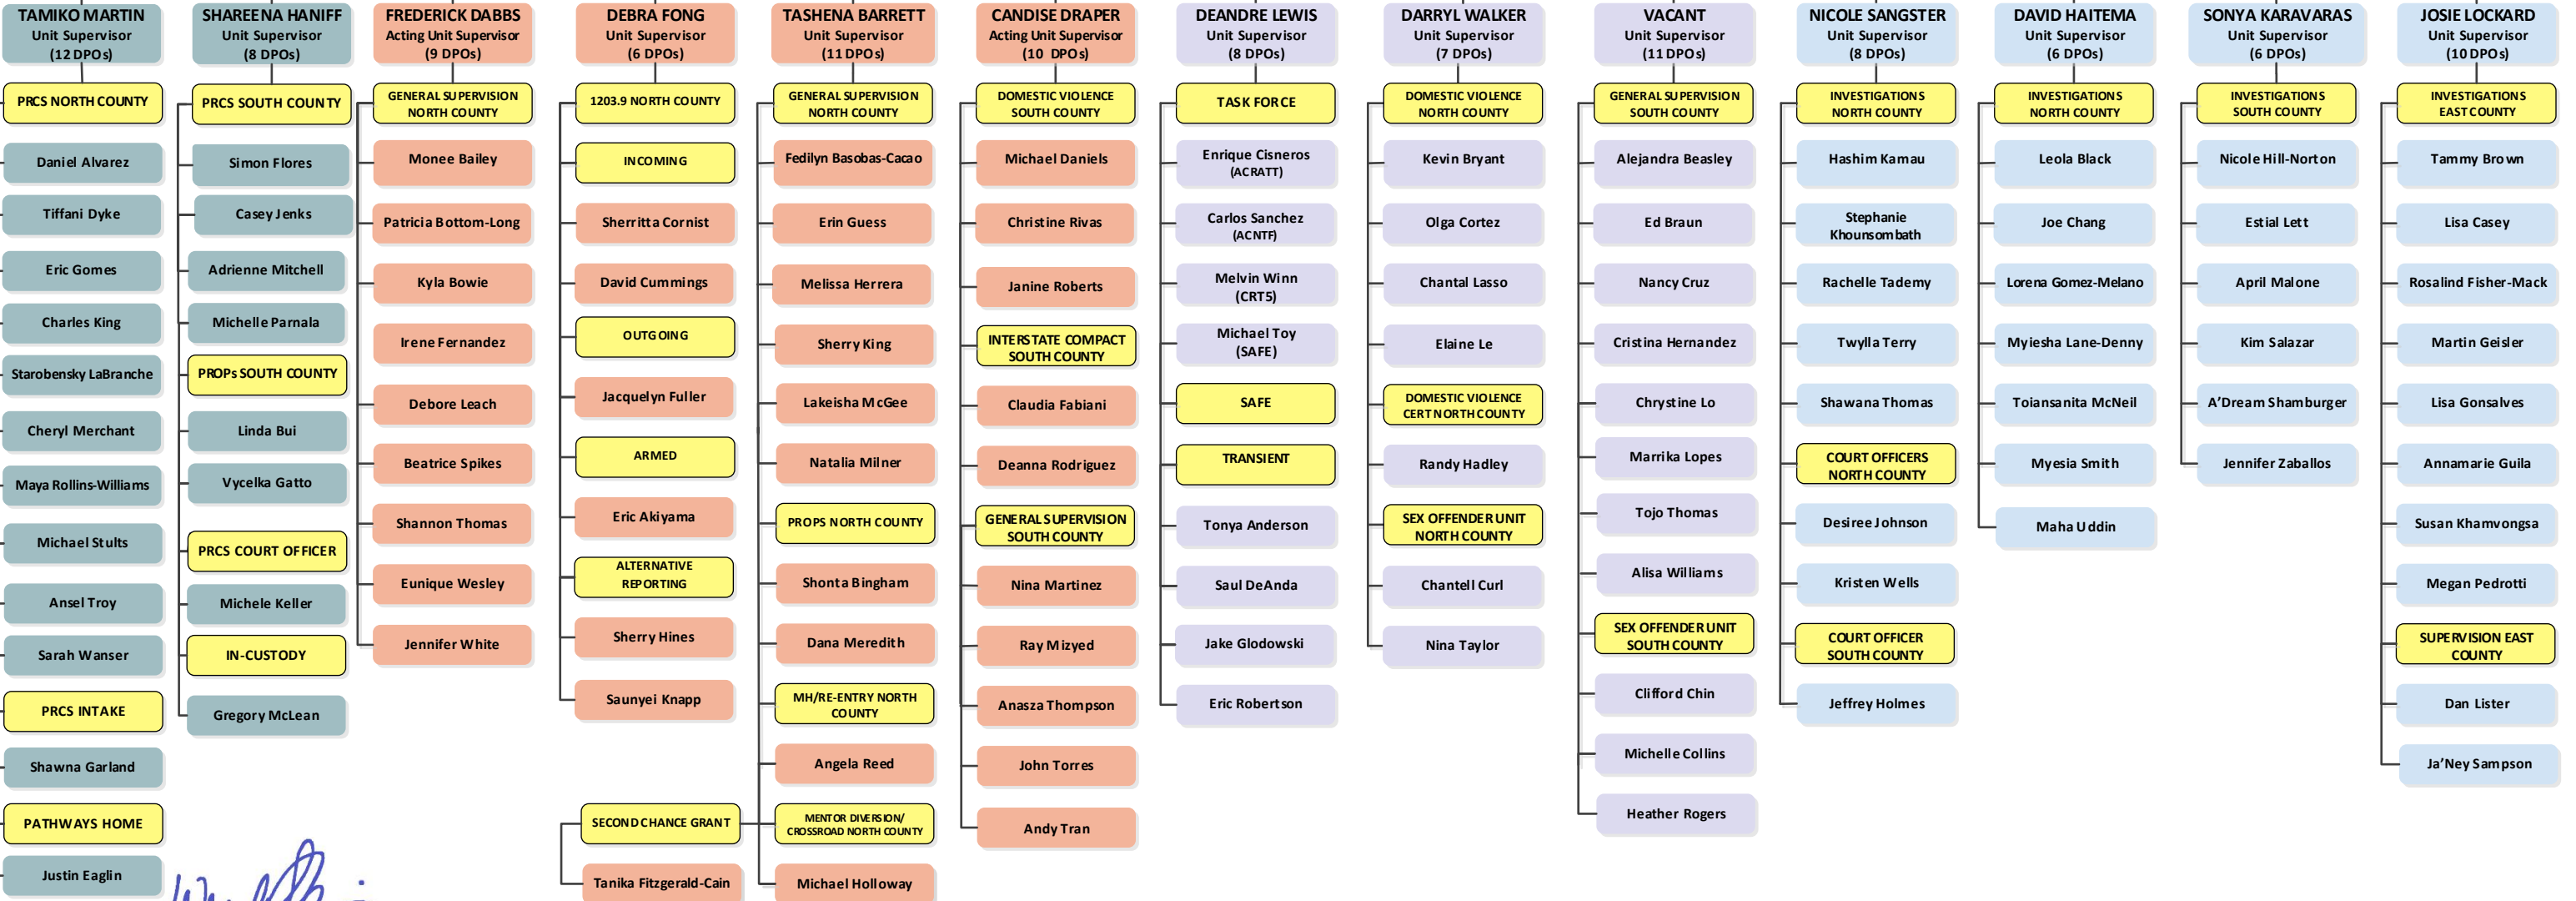 TAMIKO MARTIN
Unit Supervisor
(12 DPOs)
PRCS NORTH COUNTY
Daniel Alvarez
Tiffani Dyke
Eric Gomes
Charles King
Starobensky LaBranche
Cheryl Merchant
Maya Rollins-Williams
Michael Stults
Ansel Troy
Sarah Wanser
PRCS INTAKE
Shawna Garland
PATHWAYS HOME
Justin Eaglin
SHAREENA HANIFF
Unit Supervisor
(8 DPOs)
PRCS SOUTH COUNTY
Simon Flores
Casey Jenks
Adrienne Mitchell
Michelle Parnala
PROPs SOUTH COUNTY
Linda Bui
Vycelka Gatto
PRCS COURT OFFICER
Michele Keller
IN-CUSTODY
Gregory McLean
FREDERICK DABBS
Acting Unit Supervisor
(9 DPOs)
GENERAL SUPERVISION
NORTH COUNTY
Monee Bailey
Patricia Bottom-Long
Kyla Bowie
Irene Fernandez
Debore Leach
Beatrice Spikes
Shannon Thomas
Eunique Wesley
Jennifer White
DEBRA FONG
Unit Supervisor
(6 DPOs)
1203.9 NORTH COUNTY
INCOMING
Sherritta Cornist
David Cummings
OUTGOING
Jacquelyn Fuller
ARMED
Eric Akiyama
ALTERNATIVE
REPORTING
Sherry Hines
Saunyei Knapp
SECOND CHANCE GRANT
Tanika Fitzgerald-Cain
TASHENA BARRETT
Unit Supervisor
(11 DPOs)
GENERAL SUPERVISION
NORTH COUNTY
Fedilyn Basobas-Cacao
Erin Guess
Melissa Herrera
Sherry King
Lakeisha McGee
Natalia Milner
PROPS NORTH COUNTY
Shonta Bingham
Dana Meredith
MH/RE-ENTRY NORTH
COUNTY
Angela Reed
MENTOR DIVERSION/
CROSSROAD NORTH COUNTY
Michael Holloway
CANDISE DRAPER
Acting Unit Supervisor
(10 DPOs)
DOMESTIC VIOLENCE
SOUTH COUNTY
Michael Daniels
Christine Rivas
Janine Roberts
INTERSTATE COMPACT
SOUTH COUNTY
Claudia Fabiani
Deanna Rodriguez
GENERAL SUPERVISION
SOUTH COUNTY
Nina Martinez
Ray Mizyed
Anasza Thompson
John Torres
Andy Tran
DEANDRE LEWIS
Unit Supervisor
(8 DPOs)
TASK FORCE
Enrique Cisneros
(ACRATT)
Carlos Sanchez
(ACNTF)
Melvin Winn
(CRT5)
Michael Toy
(SAFE)
SAFE
TRANSIENT
Tonya Anderson
Saul DeAnda
Jake Glodowski
Eric Robertson
DARRYL WALKER
Unit Supervisor
(7 DPOs)
DOMESTIC VIOLENCE
NORTH COUNTY
Kevin Bryant
Olga Cortez
Chantal Lasso
Elaine Le
DOMESTIC VIOLENCE
CERT NORTH COUNTY
Randy Hadley
SEX OFFENDER UNIT
NORTH COUNTY
Chantell Curl
Nina Taylor
VACANT
Unit Supervisor
(11 DPOs)
GENERAL SUPERVISION
SOUTH COUNTY
Alejandra Beasley
Ed Braun
Nancy Cruz
Cristina Hernandez
Chrystine Lo
Marrika Lopes
Tojo Thomas
Alisa Williams
SEX OFFENDER UNIT
SOUTH COUNTY
Clifford Chin
Michelle Collins
Heather Rogers
NICOLE SANGSTER
Unit Supervisor
(8 DPOs)
INVESTIGATIONS
NORTH COUNTY
Hashim Kamau
Stephanie
Khounsombath
Rachelle Tademy
Twylla Terry
Shawana Thomas
COURT OFFICERS
NORTH COUNTY
Desiree Johnson
Kristen Wells
COURT OFFICER
SOUTH COUNTY
Jeffrey Holmes
DAVID HAITEMA
Unit Supervisor
(6 DPOs)
INVESTIGATIONS
NORTH COUNTY
Leola Black
Joe Chang
Lorena Gomez-Melano
Myiesha Lane-Denny
Toiansanita McNeil
Myesia Smith
Maha Uddin
SONYA KARAVARAS
Unit Supervisor
(6 DPOs)
INVESTIGATIONS
SOUTH COUNTY
Nicole Hill-Norton
Estial Lett
April Malone
Kim Salazar
A'Dream Shamburger
Jennifer Zaballos
JOSIE LOCKARD
Unit Supervisor
(10 DPOs)
INVESTIGATIONS
EAST COUNTY
Tammy Brown
Lisa Casey
Rosalind Fisher-Mack
Martin Geisler
Lisa Gonsalves
Annamarie Guila
Susan Khamvongsa
Megan Pedrotti
SUPERVISION EAST
COUNTY
Dan Lister
Ja'Ney Sampson